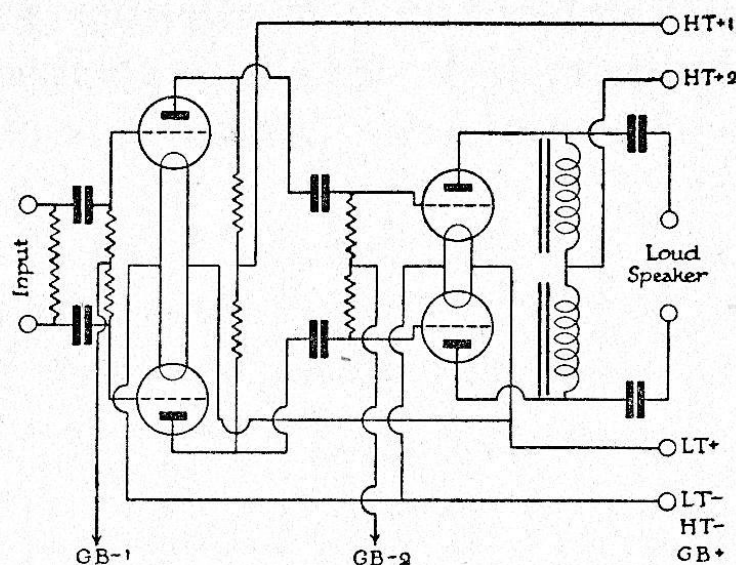 HT+1
HT+2
Input
Loud
Speaker
LT+
LT-
HT-
GB+
GB-1
GB-2